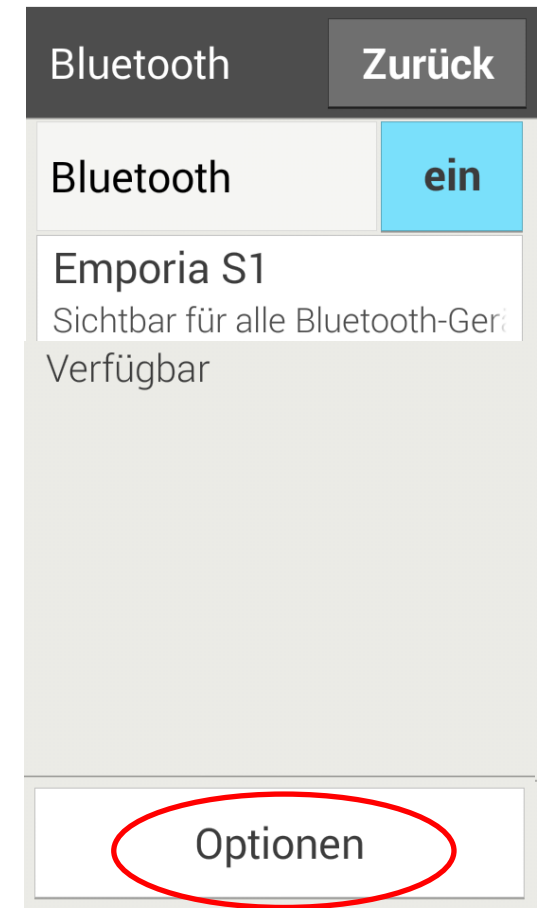 Bluetooth Zurück
Bluetooth ein
Emporia S1
Sichtbar für alle Bluetooth-Ger
Verfügbar
Optionen